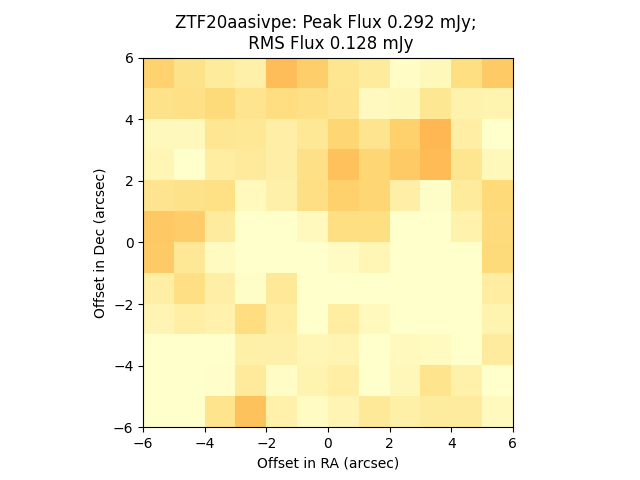 ZTF20aasivpe: Peak Flux 0.292 mJy;
RMS Flux 0.128 mJy
6
4
2
0
−2
−4
−6
Offset in Dec (arcsec)
−6 −4 −2 0 2 4 6
Offset in RA (arcsec)